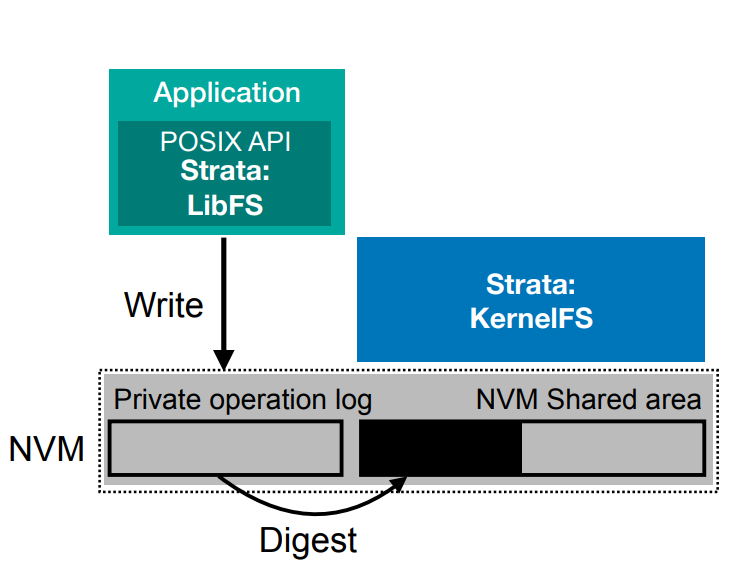 Application
POSIX API
Strata:
LibFS
Strata:
KernelFS
Write
Private operation log
NVM Shared area
NVM
Digest